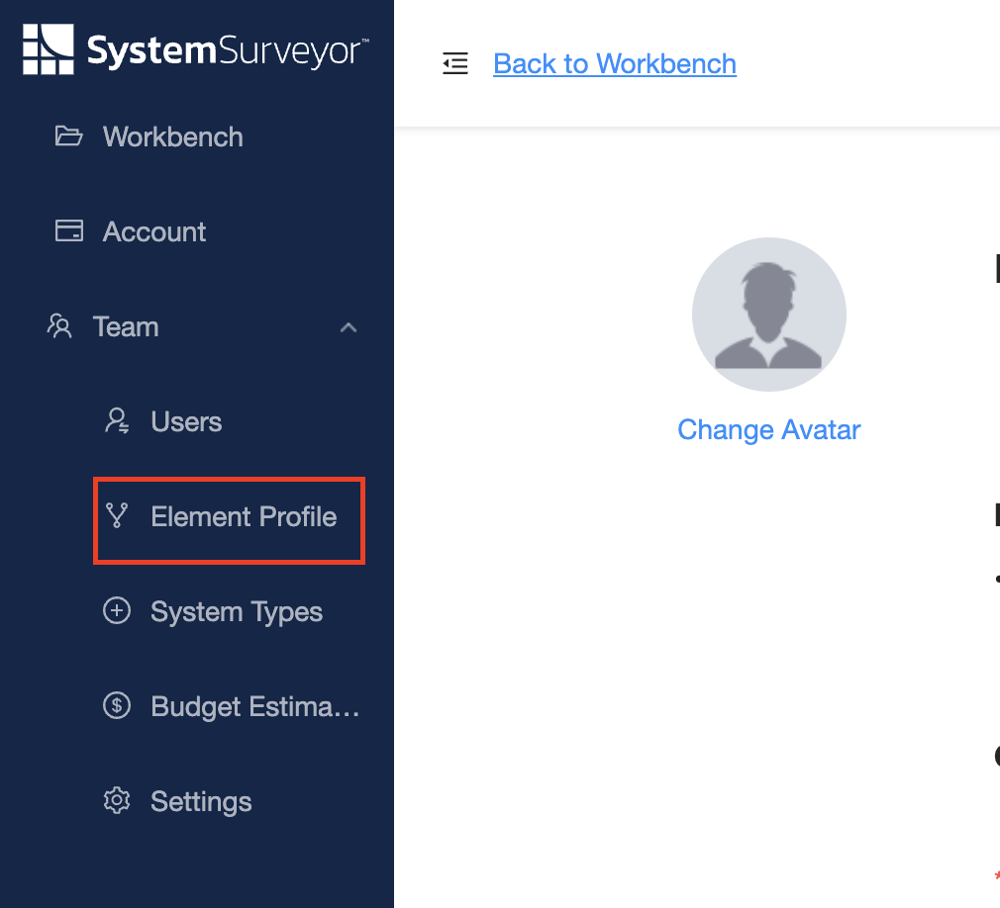 SystemSurveyor™
Back to Workbench
Workbench
Account
Team
Users
Element Profile
System Types
Budget Estima...
Settings
Change Avatar
*